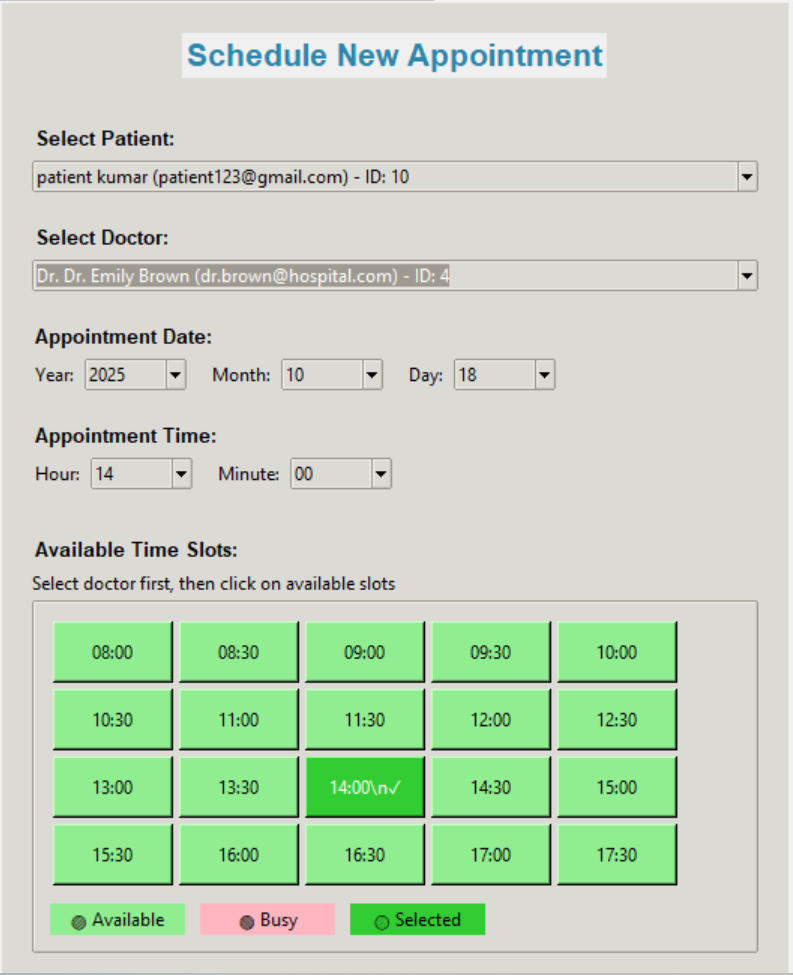 Schedule New Appointment
Select Patient:
patient kumar (patient123@gmail.com) - ID: 10
Select Doctor:
Dr. Dr. Emily Brown (dr.brown@hospital.com) - ID: 4
Appointment Date:
Year: 2025 Month: 10 Day: 18
Appointment Time:
Hour: 14 Minute: 00
Available Time Slots:
Select doctor first, then click on available slots
08:00 08:30 09:00 09:30 10:00
10:30 11:00 11:30 12:00 12:30
13:00 13:30 14:00\n✓ 14:30 15:00
15:30 16:00 16:30 17:00 17:30
Available Busy Selected